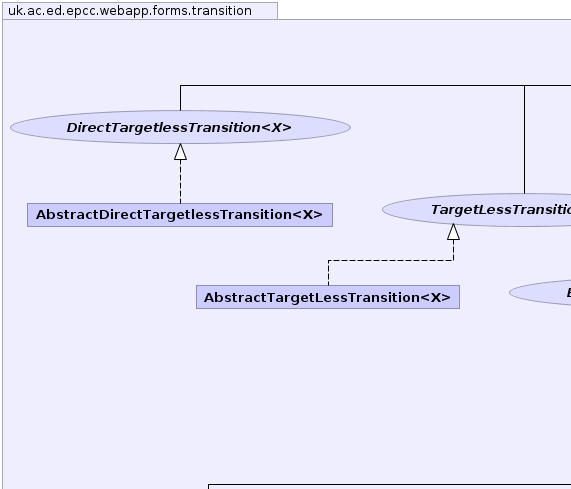 uk.ac.ed.epcc.webapp.forms.transition
DirectTargetlessTransition<X>
AbstractDirectTargetlessTransition<X>
AbstractTargetLessTransition<X>